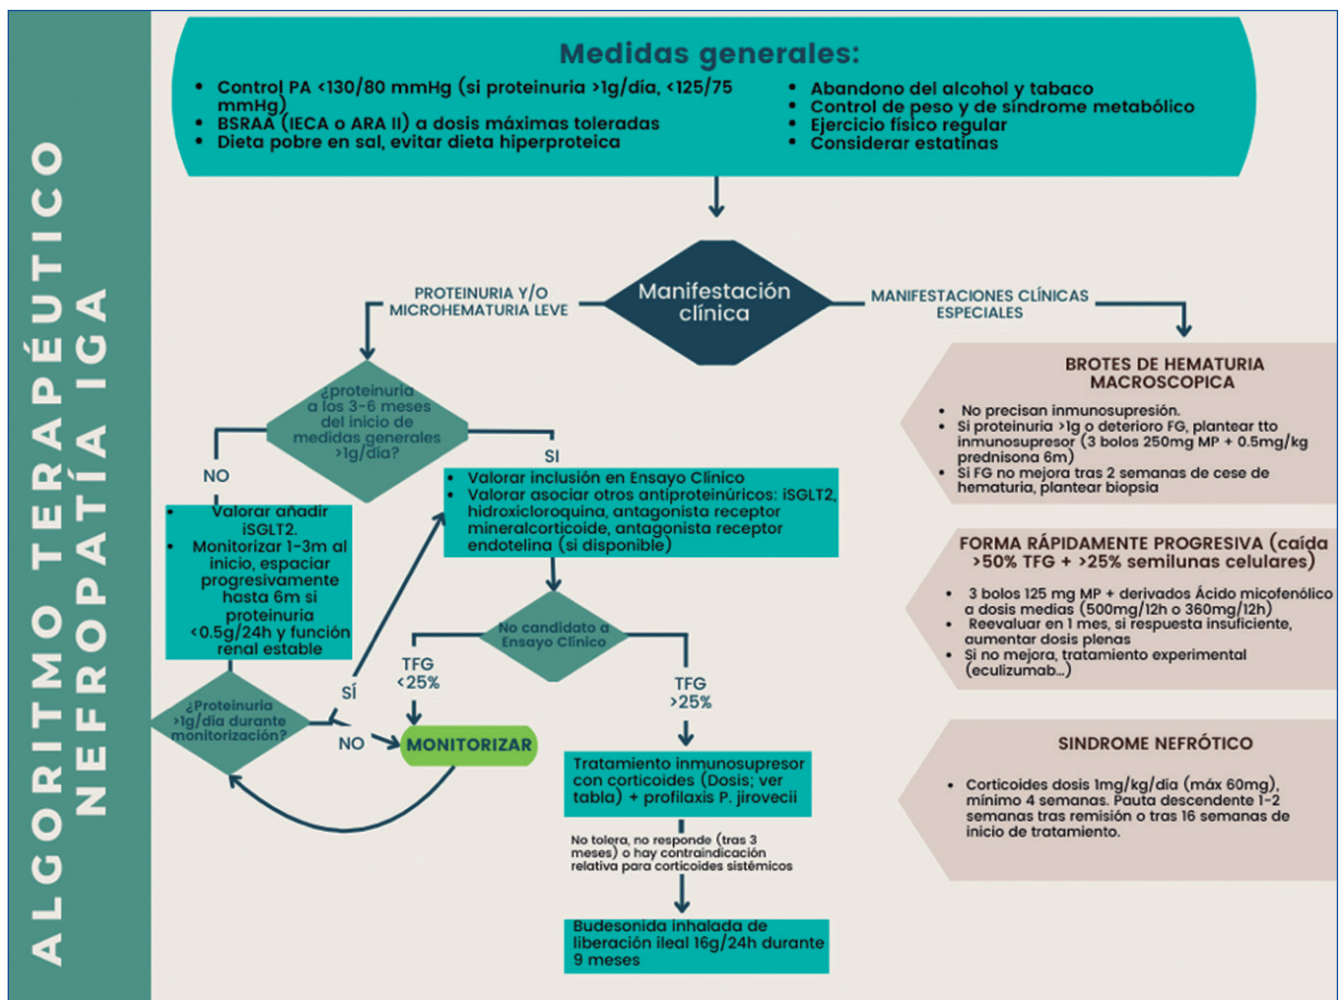 ALGORITMO TERAPÉUTICO
NEFROPATÍA IGA
Medidas generales:
• Control PA <130/80 mmHg (si proteinuria >1g/día, <125/75
mmHg)
• BSRAA (IECA o ARA II) a dosis máximas toleradas
• Dieta pobre en sal, evitar dieta hiperproteica
• Abandono del alcohol y tabaco
• Control de peso y de síndrome metabólico
• Ejercicio físico regular
• Considerar estatinas
Manifestación
clínica
PROTEINURIA Y/O
MICROHEMATURIA LEVE
MANIFESTACIONES CLÍNICAS
ESPECIALES
¿proteinuria
a los 3-6 meses
del inicio de
medidas generales
>1g/día?
NO
SI
• Valorar añadir
iSGLT2.
• Monitorizar 1-3m al
inicio, espaciar
progresivamente
hasta 6m si
proteinuria
<0.5g/24h y función
renal estable
• Valorar inclusión en Ensayo Clínico
• Valorar asociar otros antiproteinúricos: iSGLT2,
hidroxicloroquina, antagonista receptor
mineralcorticoide, antagonista receptor
endotelina (si disponible)
No candidato a
Ensayo Clínico
TFG
<25%
TFG
>25%
¿Proteinuria
>1g/día durante
monitorización?
SÍ
NO
MONITORIZAR
Tratamiento inmunosupresor
con corticoides (Dosis; ver
tabla) + profilaxis P. jirovecii
No tolera, no responde (tras 3
meses) o hay contraindicación
relativa para corticoides sistémicos
Budesonida inhalada de
liberación ileal 16g/24h durante
9 meses
BROTES DE HEMATURIA
MACROSCOPICA
• No precisan inmunosupresión.
• Si proteinuria >1g o deterioro FG, plantear tto
inmunosupresor (3 bolos 250mg MP + 0.5mg/kg
prednisona 6m)
• Si FG no mejora tras 2 semanas de cese de
hematuria, plantear biopsia
FORMA RÁPIDAMENTE PROGRESIVA (caída
>50% TFG + >25% semilunas celulares)
• 3 bolos 125 mg MP + derivados Ácido micofenólico
a dosis medias (500mg/12h o 360mg/12h)
• Reevaluar en 1 mes, si respuesta insuficiente,
aumentar dosis plenas
• Si no mejora, tratamiento experimental
(eculizumab...)
SINDROME NEFRÓTICO
• Corticoides dosis 1mg/kg/día (máx 60mg),
mínimo 4 semanas. Pauta descendente 1-2
semanas tras remisión o tras 16 semanas de
inicio de tratamiento.